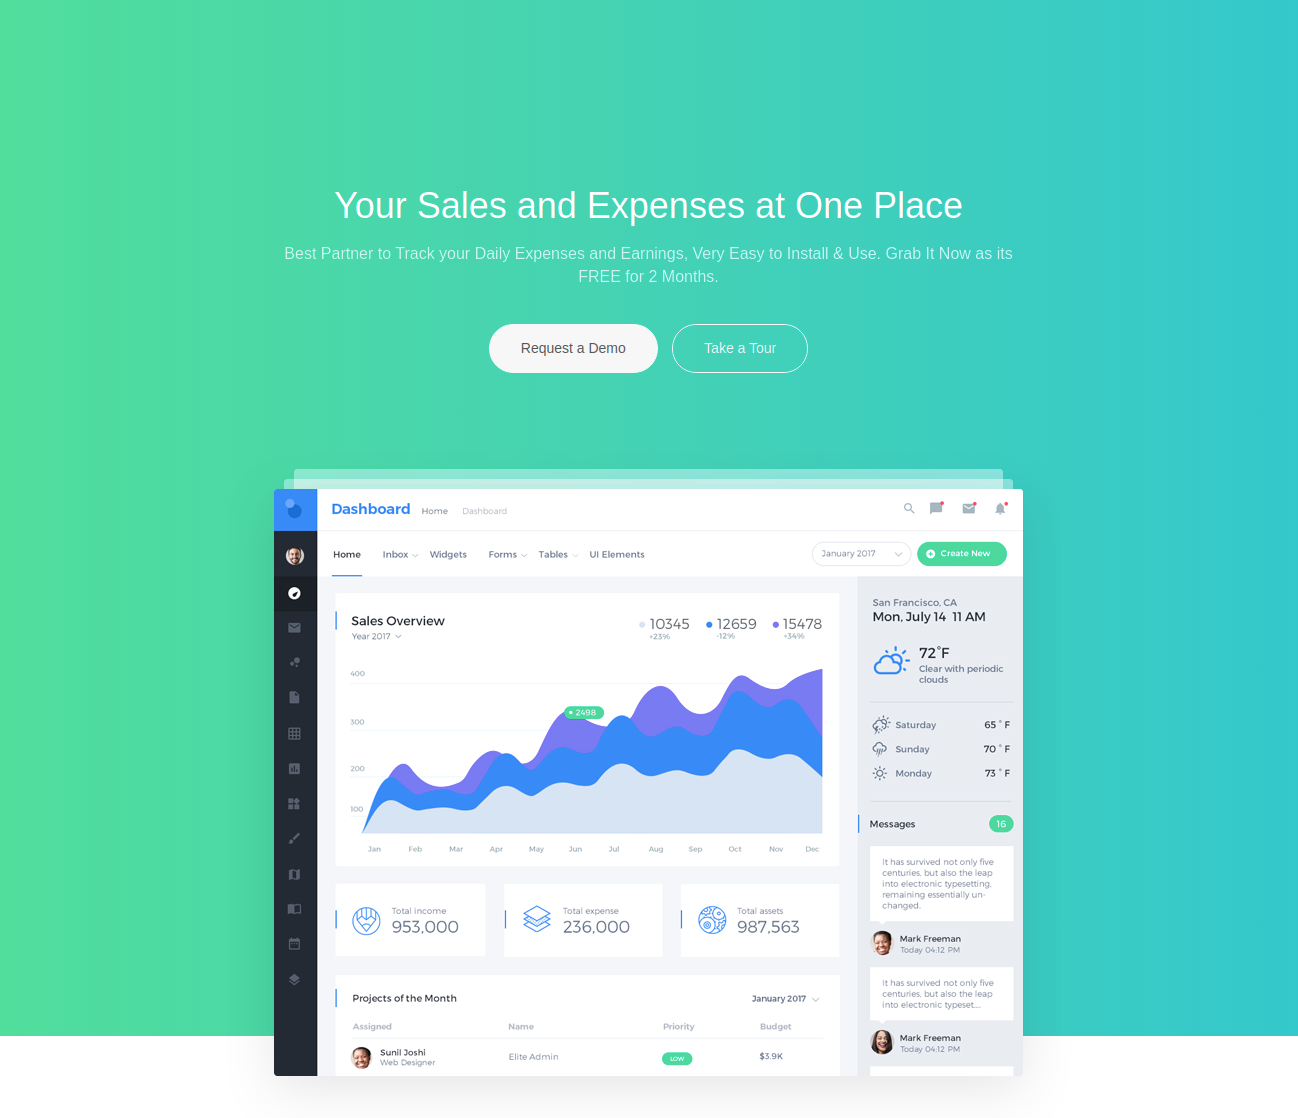 Your Sales and Expenses at One Place
Best Partner to Track your Daily Expenses and Earnings, Very Easy to Install & Use. Grab It Now as its
FREE for 2 Months.
Request a Demo
Take a Tour
Dashboard Home Dashboard
Home Inbox Widgets Forms Tables UI Elements
January 2017
Create New
Sales Overview
Year 2017
10345 12659 15478
+23% -12% +34%
400
300
200
100
2498
Jan Feb Mar Apr May Jun Jul Aug Sep Oct Nov Dec
Total income
953,000
Total expense
236,000
Total assets
987,563
Projects of the Month
January 2017
Assigned Name Priority Budget
Sunil Joshi
Web Designer
Elite Admin
LOW
$3.9K
San Francisco, CA
Mon, July 14 11 AM
72°F
Clear with periodic
clouds
Saturday 65 ° F
Sunday 70 ° F
Monday 73 ° F
Messages 16
It has survived not only five
centuries, but also the leap
into electronic typesetting,
remaining essentially un-
changed.
Mark Freeman
Today 04:12 PM
It has survived not only five
centuries, but also the leap
into electronic typeset....
Mark Freeman
Today 04:12 PM